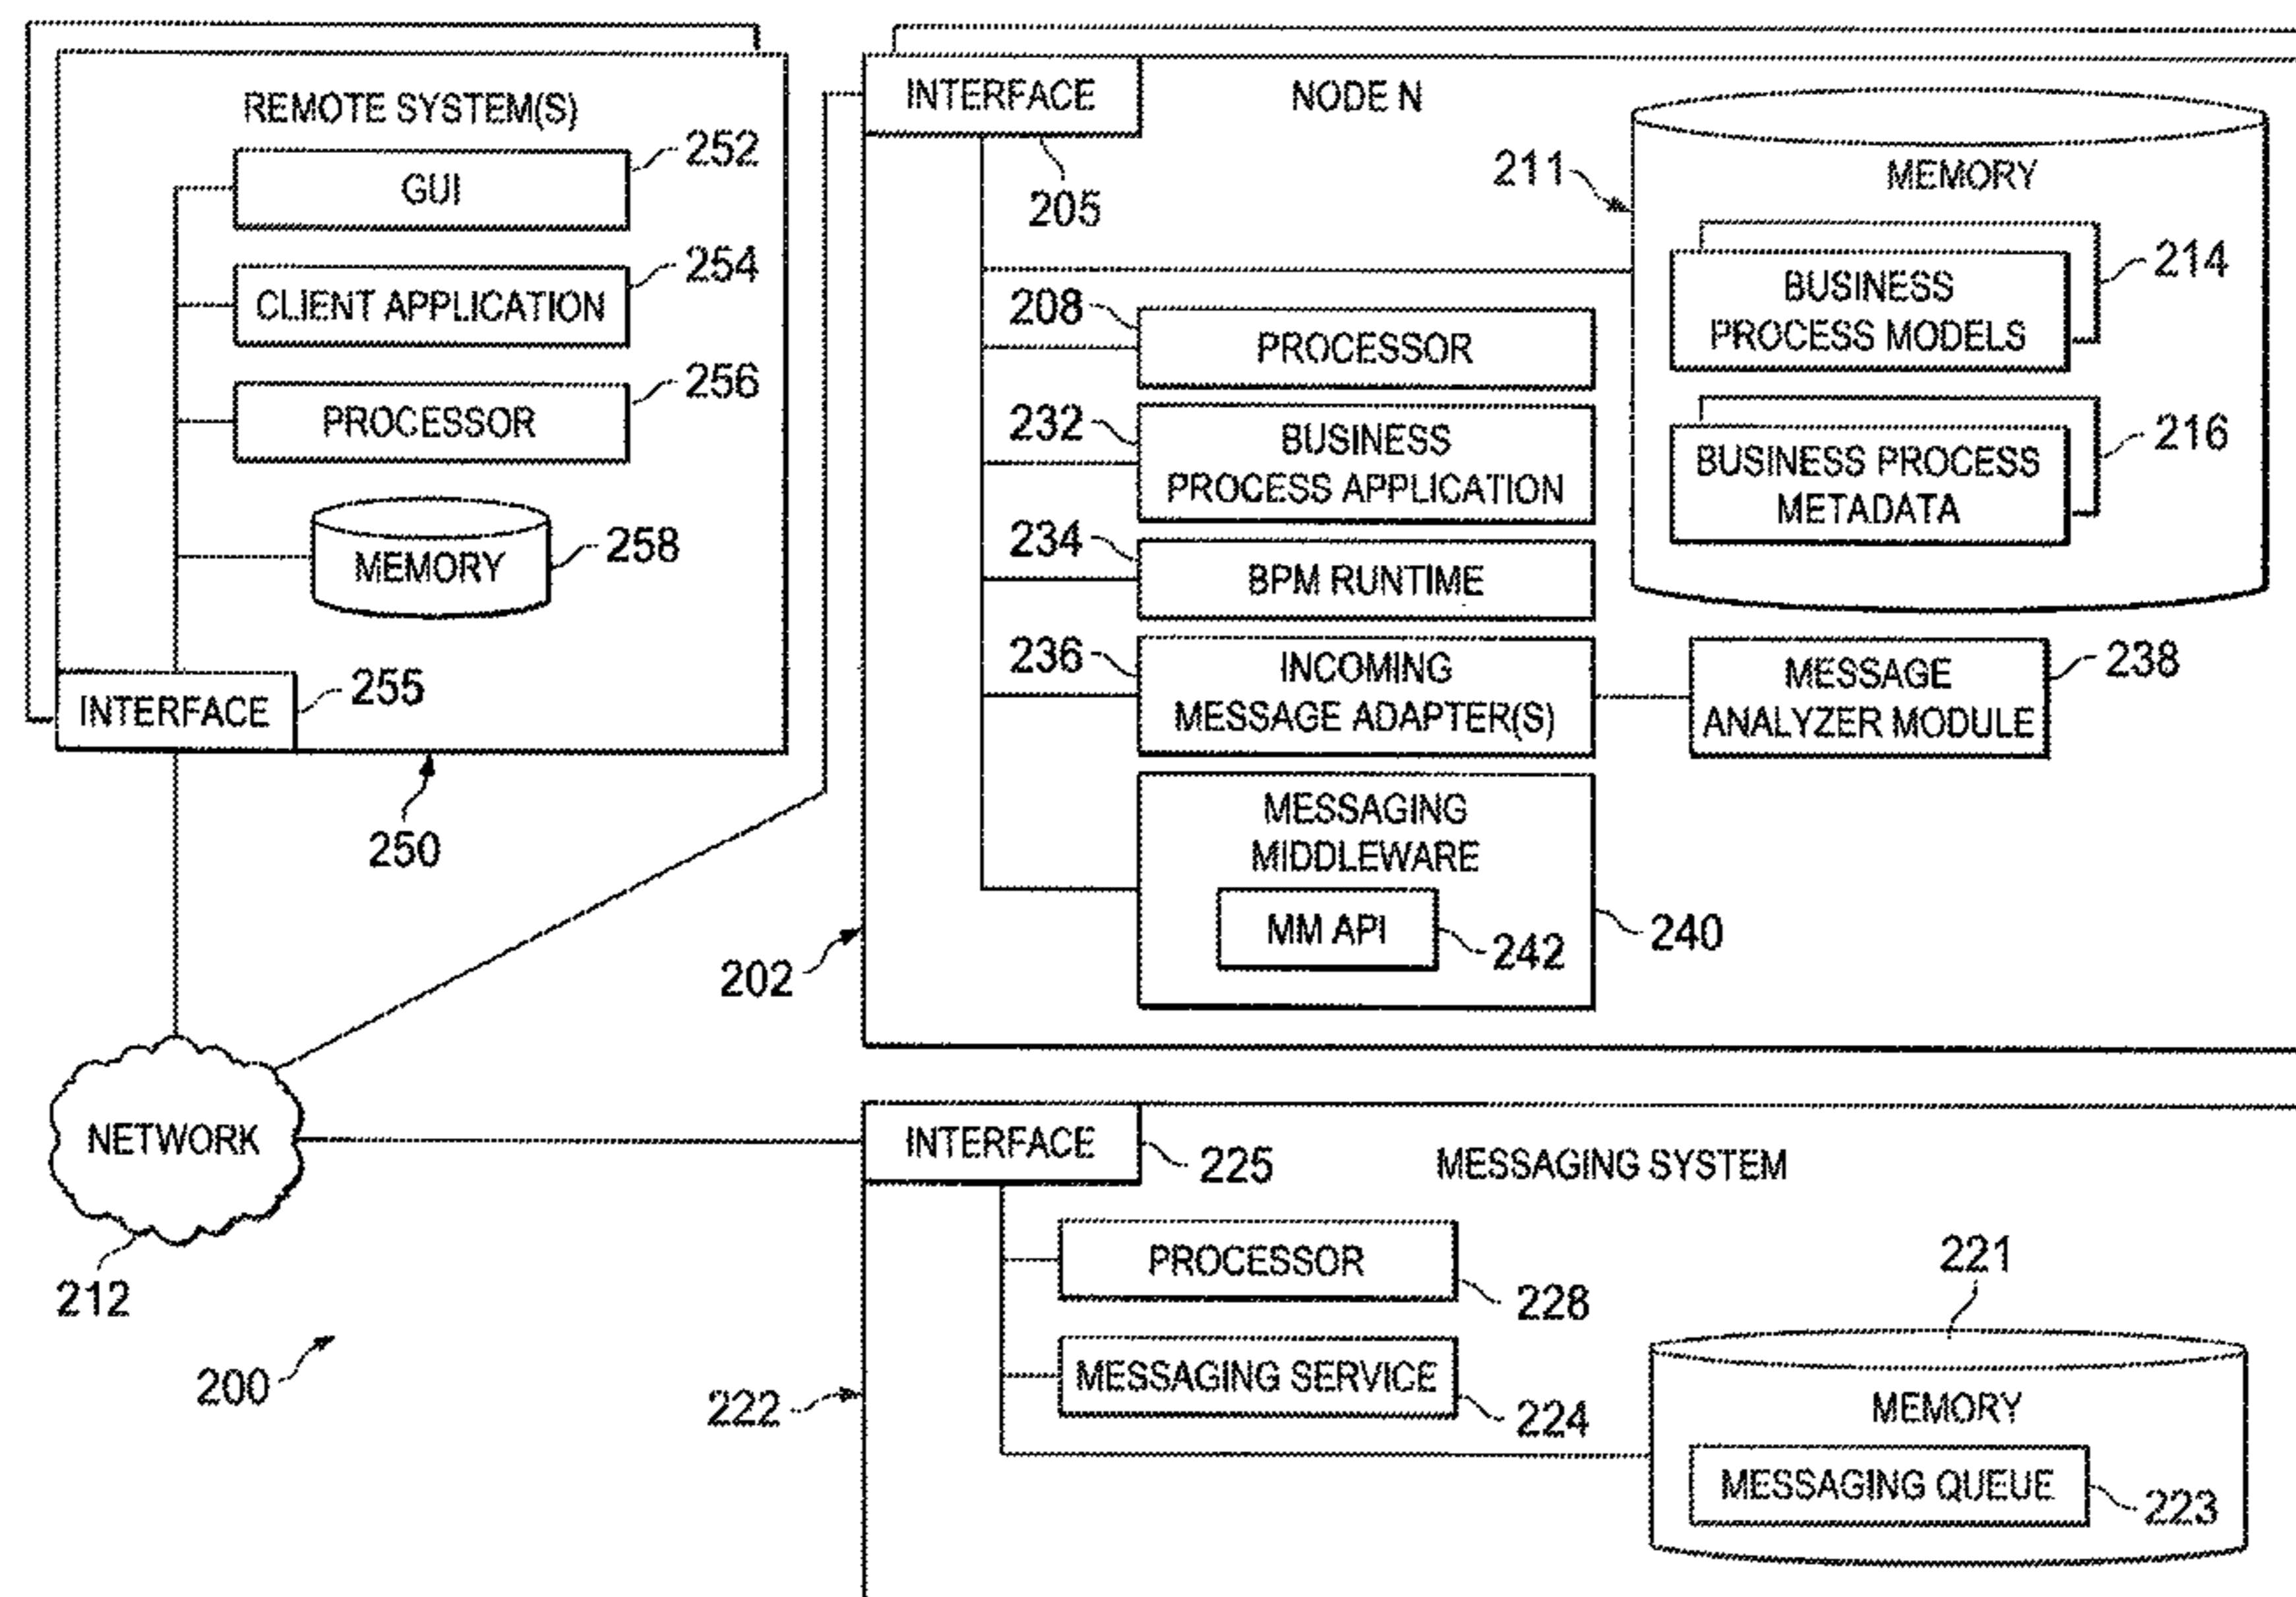 REMOTE SYSTEM(S)
252
GUI
254
CLIENT APPLICATION
256
PROCESSOR
258
MEMORY
INTERFACE
255
250
INTERFACE
205
NODE N
211
MEMORY
214
BUSINESS
PROCESS MODELS
216
BUSINESS PROCESS
METADATA
208
PROCESSOR
232
BUSINESS
PROCESS APPLICATION
234
BPM RUNTIME
236
INCOMING
MESSAGE ADAPTER(S)
MESSAGE
ANALYZER MODULE
238
MESSAGING
MIDDLEWARE
MM API
242
240
202
NETWORK
212
200
INTERFACE
225
MESSAGING SYSTEM
PROCESSOR
228
MESSAGING SERVICE
224
222
221
MEMORY
MESSAGING QUEUE
223